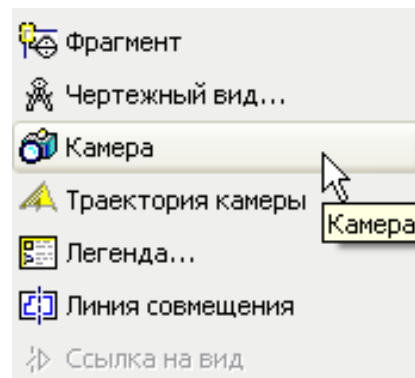 Фрагмент
Чертежный вид...
Камера
Траектория камеры
Камера
Легенда...
Линия совмещения
Ссылка на вид